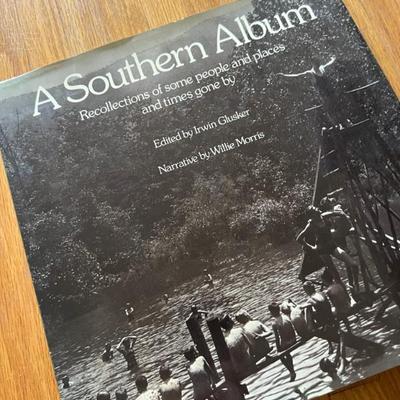 A Southern Album
Recollections of some people and places
and times gone by
Edited by Irwin Glusker
Narrative by Willie Morris